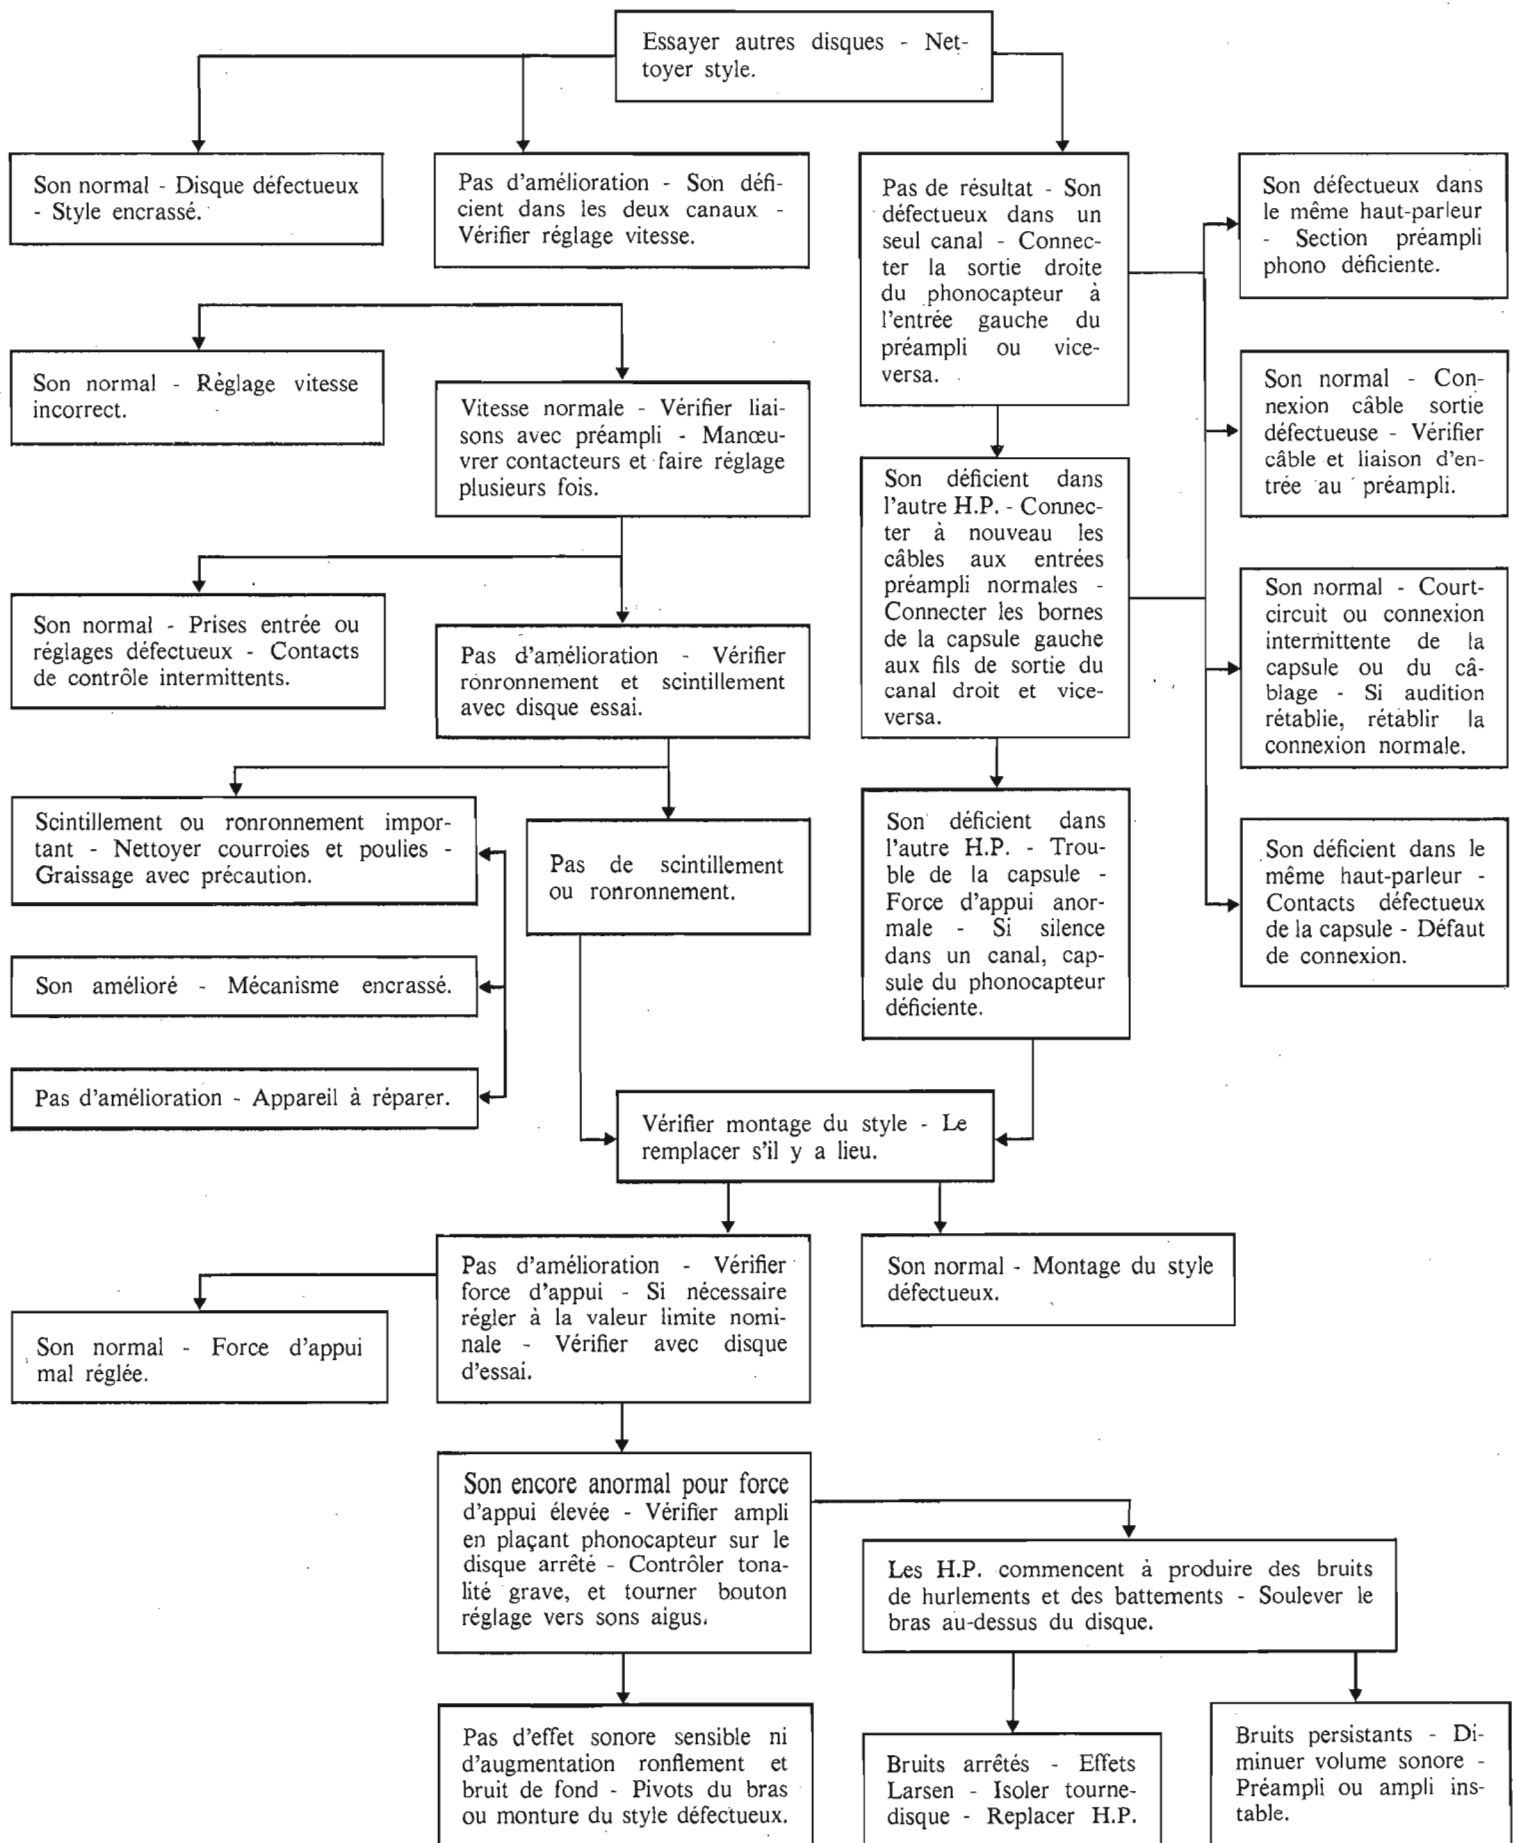 Essayer autres disques - Net-
toyer style.
Son normal - Disque défectueux
- Style encrassé.
Pas d'amélioration - Son défi-
cient dans les deux canaux -
Vérifier réglage vitesse.
Pas de résultat - Son
défectueux dans un
seul canal - Connec-
ter la sortie droite
du phonocapteur à
l'entrée gauche du
préampli ou vice-
versa.
Son défectueux dans
le même haut-parleur
- Section préampli
phono déficiente.
Son normal - Réglage vitesse
incorrect.
Vitesse normale - Vérifier liai-
sons avec préampli - Manœu-
vrer contacteurs et faire réglage
plusieurs fois.
Son normal - Con-
nexion câble sortie
défectueuse - Vérifier
câble et liaison d'en-
trée au préampli.
Son déficient dans
l'autre H.P. - Connec-
ter à nouveau les
câbles aux entrées
préampli normales -
Connecter les bornes
de la capsule gauche
aux fils de sortie du
canal droit et vice-
versa.
Son normal - Court-
circuit ou connexion
intermittente de la
capsule ou du câ-
blage - Si audition
rétablie, rétablir la
connexion normale.
Son normal - Prises entrée ou
réglages défectueux - Contacts
de contrôle intermittents.
Pas d'amélioration - Vérifier
ronronnement et scintillement
avec disque essai.
Scintillement ou ronronnement impor-
tant - Nettoyer courroies et poulies -
Graissage avec précaution.
Pas de scintillement
ou ronronnement.
Son déficient dans
l'autre H.P. - Trou-
ble de la capsule -
Force d'appui anor-
male - Si silence
dans un canal, cap-
sule du phonocapteur
déficiente.
Son déficient dans le
même haut-parleur -
Contacts défectueux
de la capsule - Défaut
de connexion.
Son amélioré - Mécanisme encrassé.
Pas d'amélioration - Appareil à réparer.
Vérifier montage du style - Le
remplacer s'il y a lieu.
Pas d'amélioration - Vérifier
force d'appui - Si nécessaire
régler à la valeur limite nomi-
nale - Vérifier avec disque
d'essai.
Son normal - Montage du style
défectueux.
Son normal - Force d'appui
mal réglée.
Son encore anormal pour force
d'appui élevée - Vérifier ampli
en plaçant phonocapteur sur le
disque arrêté - Contrôler tona-
lité grave, et tourner bouton
réglage vers sons aigus.
Les H.P. commencent à produire des bruits
de hurlements et des battements - Soulever le
bras au-dessus du disque.
Pas d'effet sonore sensible ni
d'augmentation ronflement et
bruit de fond - Pivots du bras
ou monture du style défectueux.
Bruits arrêtés - Effets
Larsen - Isoler tourne-
disque - Replacer H.P.
Bruits persistants - Di-
minuer volume sonore -
Préampli ou ampli ins-
table.